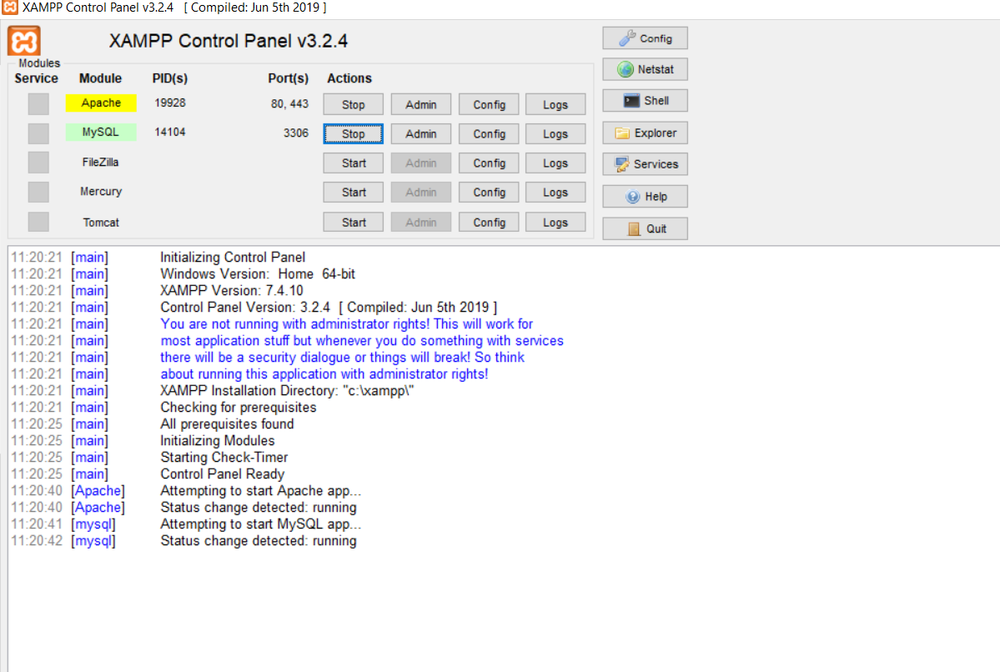 XAMPP Control Panel v3.2.4 [ Compiled: Jun 5th 2019 ]
XAMPP Control Panel v3.2.4
Config
Modules
Service Module PID(s) Port(s) Actions
Netstat
Apache 19928 80, 443 Stop Admin Config Logs
Shell
MySQL 14104 3306 Stop Admin Config Logs
Explorer
FileZilla Start Admin Config Logs
Services
Mercury Start Admin Config Logs
Help
Tomcat Start Admin Config Logs
Quit
11:20:21 [main] Initializing Control Panel
11:20:21 [main] Windows Version: Home 64-bit
11:20:21 [main] XAMPP Version: 7.4.10
11:20:21 [main] Control Panel Version: 3.2.4 [ Compiled: Jun 5th 2019 ]
11:20:21 [main] You are not running with administrator rights! This will work for
11:20:21 [main] most application stuff but whenever you do something with services
11:20:21 [main] there will be a security dialogue or things will break! So think
11:20:21 [main] about running this application with administrator rights!
11:20:21 [main] XAMPP Installation Directory: "c:\xampp\"
11:20:21 [main] Checking for prerequisites
11:20:25 [main] All prerequisites found
11:20:25 [main] Initializing Modules
11:20:25 [main] Starting Check-Timer
11:20:25 [main] Control Panel Ready
11:20:40 [Apache] Attempting to start Apache app...
11:20:40 [Apache] Status change detected: running
11:20:41 [mysql] Attempting to start MySQL app...
11:20:42 [mysql] Status change detected: running